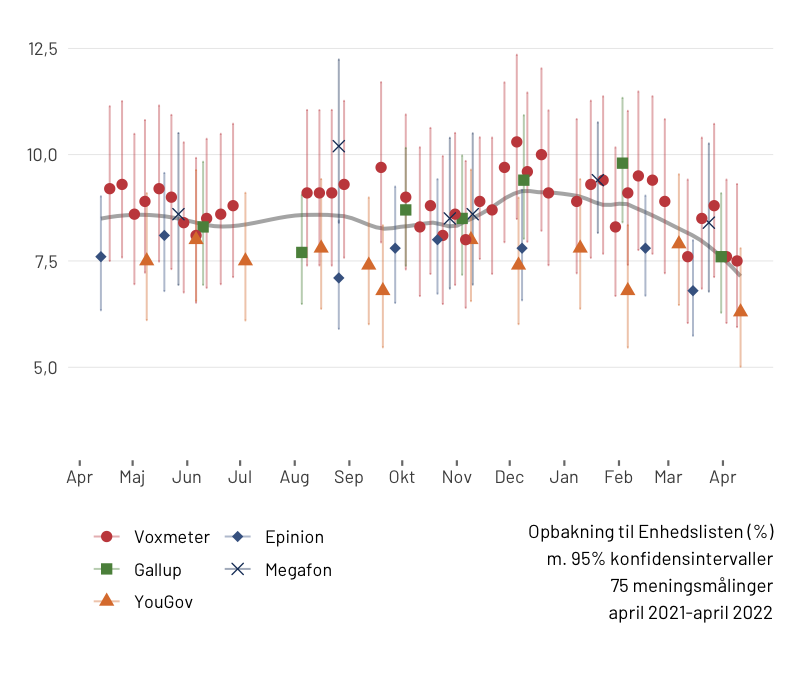 12,5
10,0
7,5
5,0
Apr Maj Jun Jul Aug Sep Okt Nov Dec Jan Feb Mar Apr
Voxmeter Epinion
Gallup Megafon
YouGov
Opbakning til Enhedslisten (%)
m. 95% konfidensintervaller
75 meningsmålinger
april 2021-april 2022